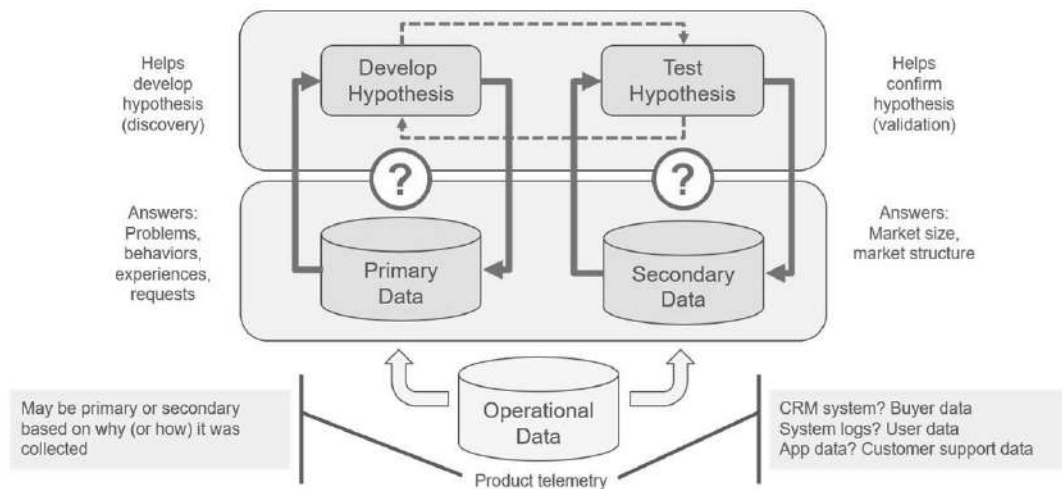 Helps
develop
hypothesis
(discovery)
Develop
Hypothesis
Test
Hypothesis
Helps
confirm
hypothesis
(validation)
?
?
Answers:
Problems,
behaviors,
experiences,
requests
Primary
Data
Secondary
Data
Answers:
Market size,
market structure
Operational
Data
May be primary or secondary
based on why (or how) it was
collected
CRM system? Buyer data
System logs? User data
App data? Customer support data
Product telemetry